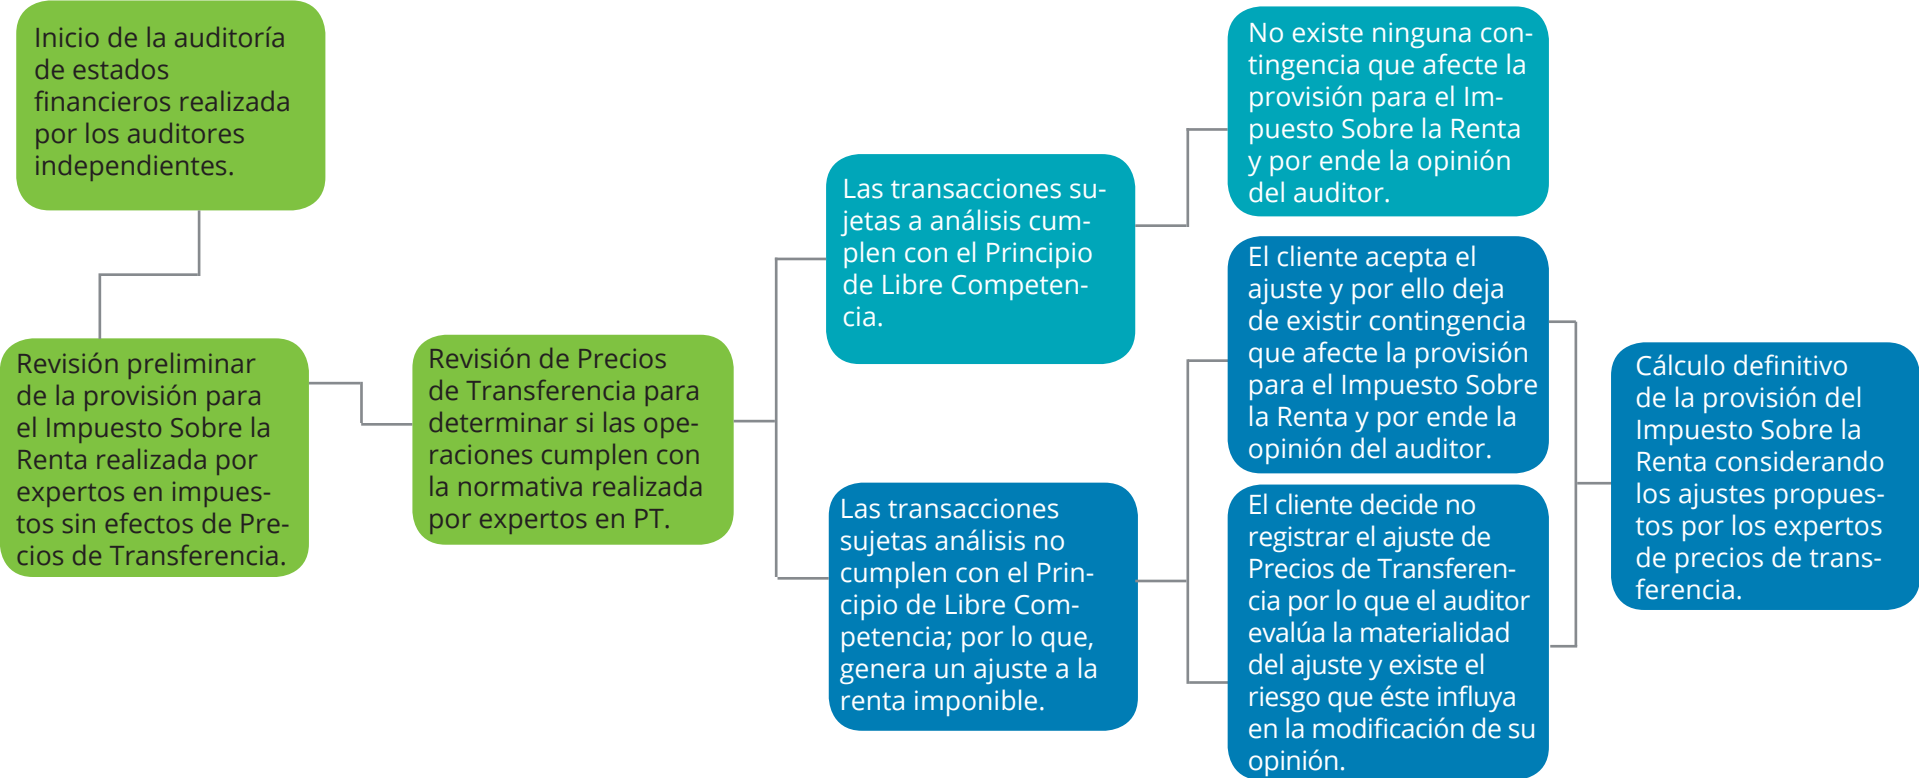 Inicio de la auditoría
de estados
financieros realizada
por los auditores
independientes.
Revisión preliminar
de la provisión para
el Impuesto Sobre la
Renta realizada por
expertos en impues-
tos sin efectos de Pre-
cios de Transferencia.
Revisión de Precios
de Transferencia para
determinar si las ope-
raciones cumplen con
la normativa realizada
por expertos en PT.
Las transacciones su-
jetas a análisis cum-
plen con el Principio
de Libre Competen-
cia.
Las transacciones
sujetas análisis no
cumplen con el Prin-
cipio de Libre Com-
petencia; por lo que,
genera un ajuste a la
renta imponible.
No existe ninguna con-
tingencia que afecte la
provisión para el Im-
puesto Sobre la Renta
y por ende la opinión
del auditor.
El cliente acepta el
ajuste y por ello deja
de existir contingencia
que afecte la provisión
para el Impuesto Sobre
la Renta y por ende la
opinión del auditor.
El cliente decide no
registrar el ajuste de
Precios de Transferen-
cia por lo que el auditor
evalúa la materialidad
del ajuste y existe el
riesgo que éste influya
en la modificación de su
opinión.
Cálculo definitivo
de la provisión del
Impuesto Sobre la
Renta considerando
los ajustes propues-
tos por los expertos
de precios de trans-
ferencia.